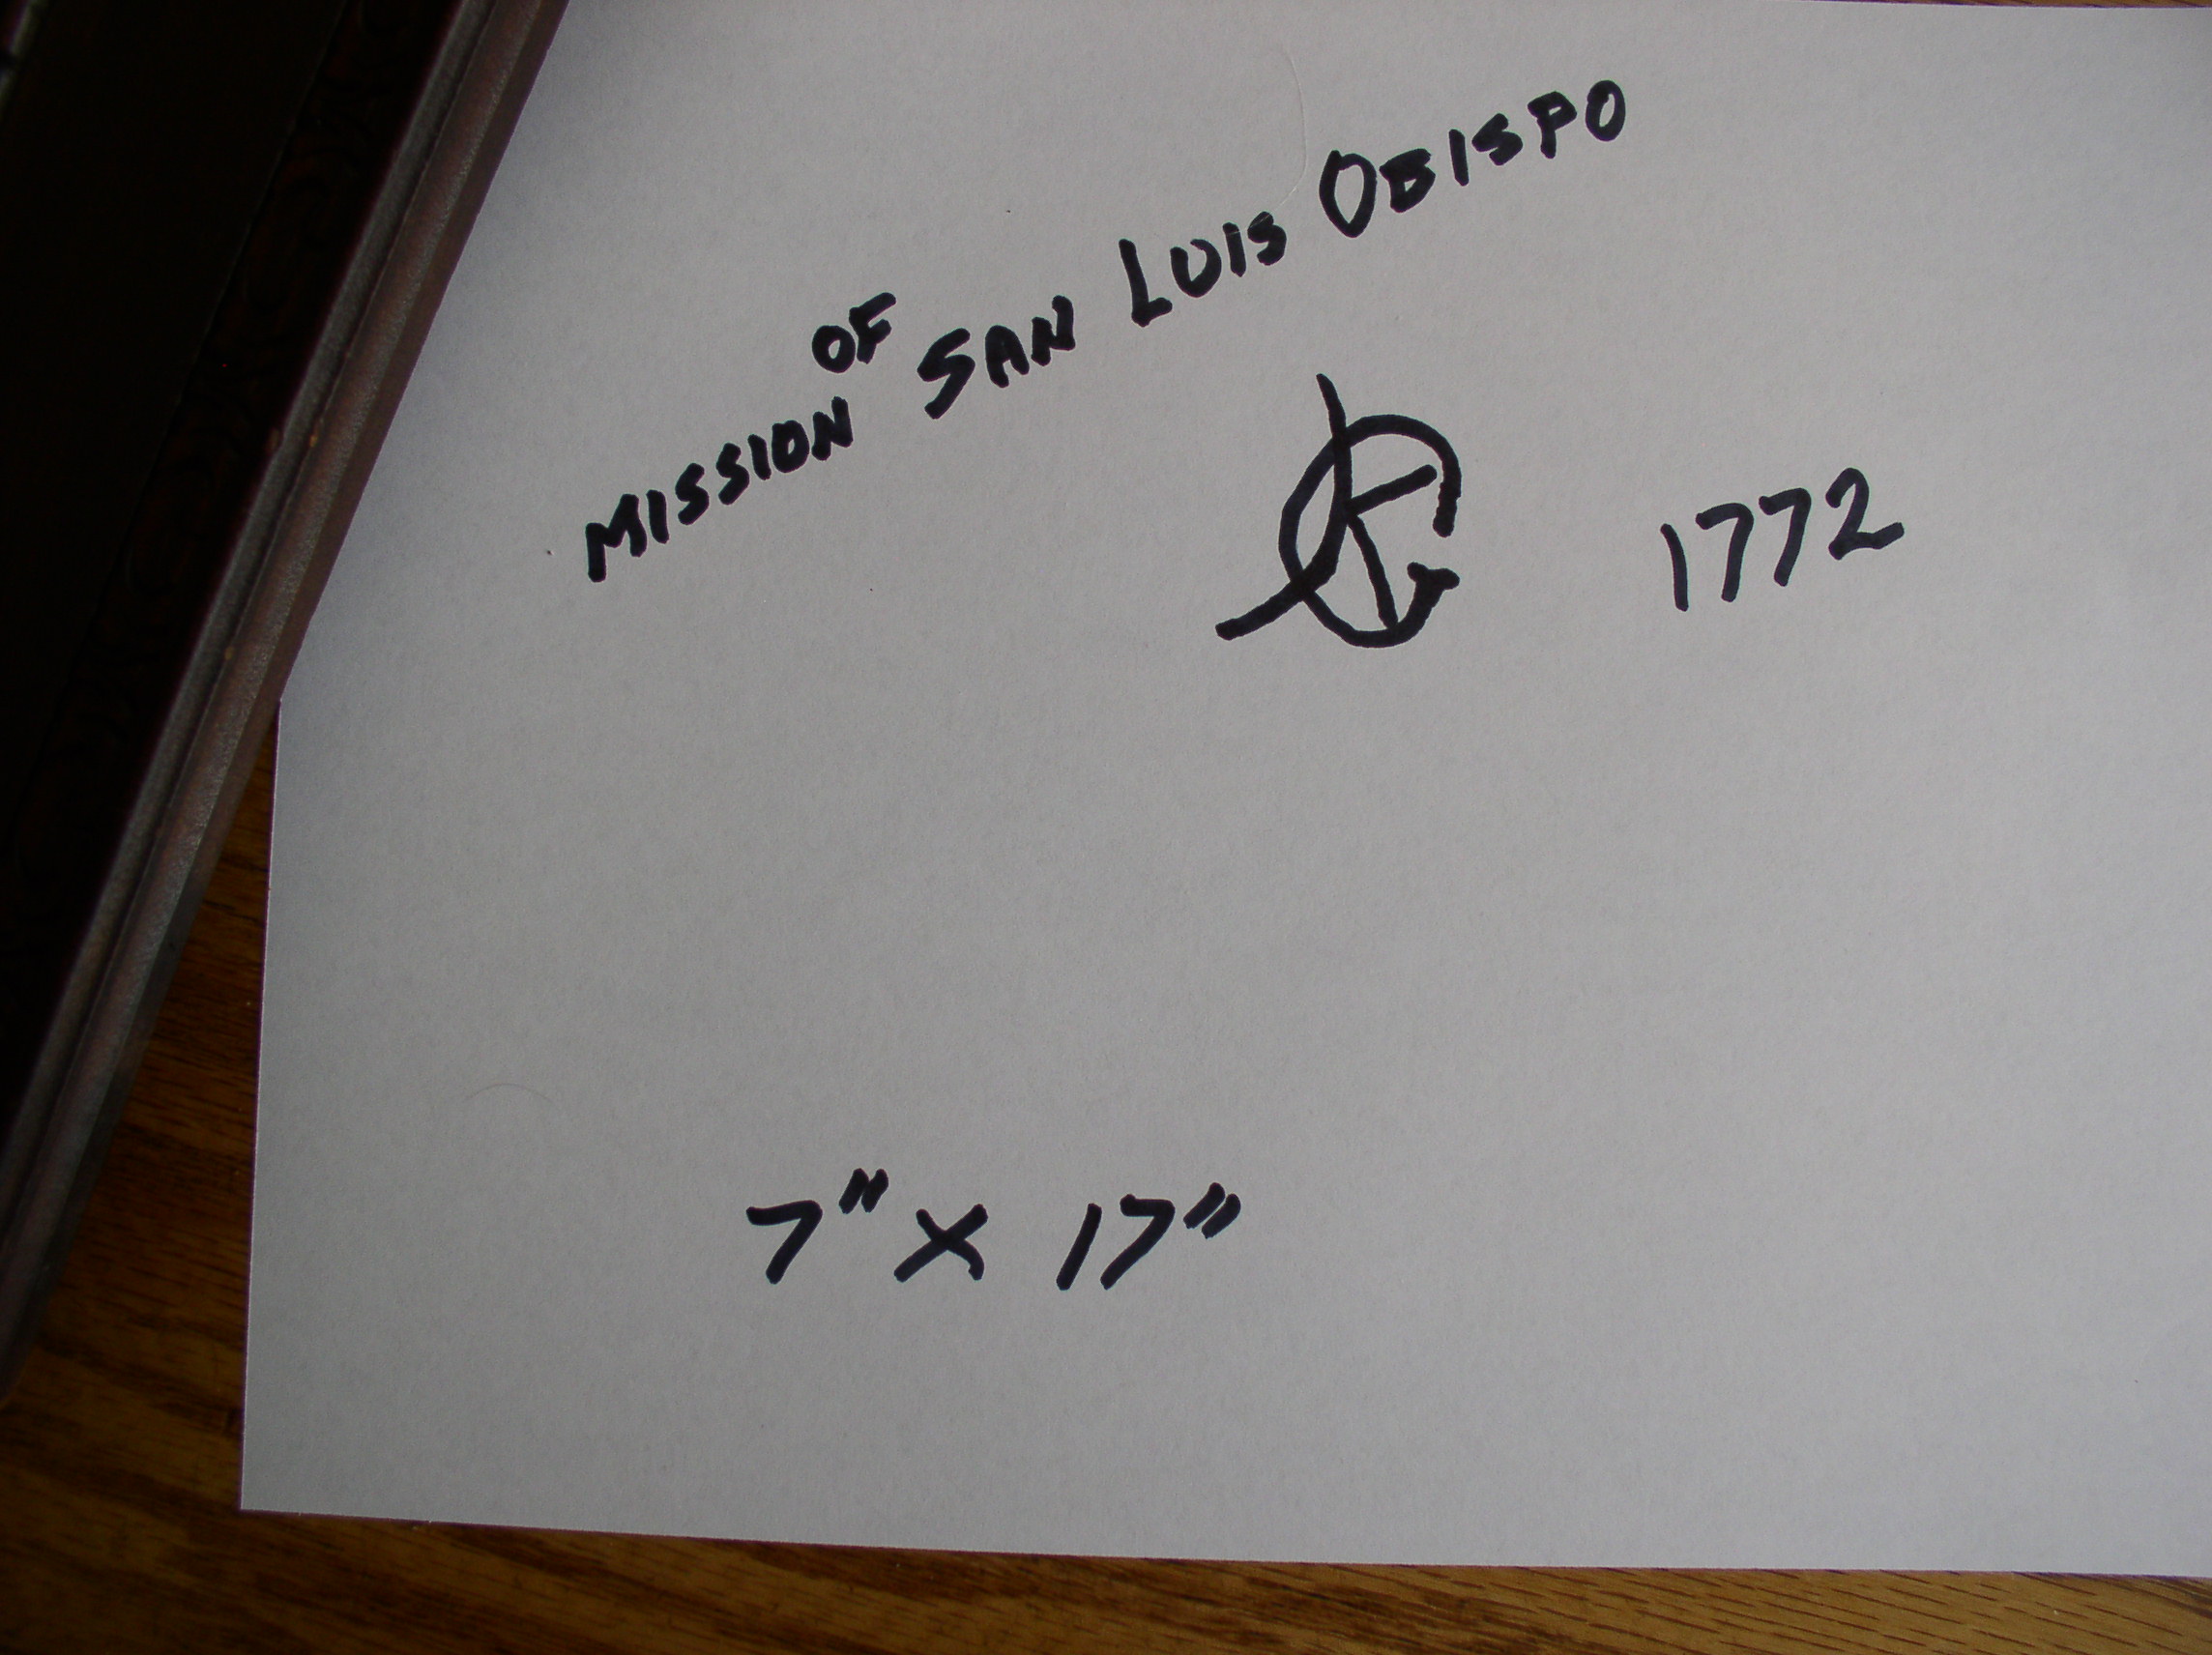 MISSION OF SAN LUIS OBISPO
1772
7" X 17"